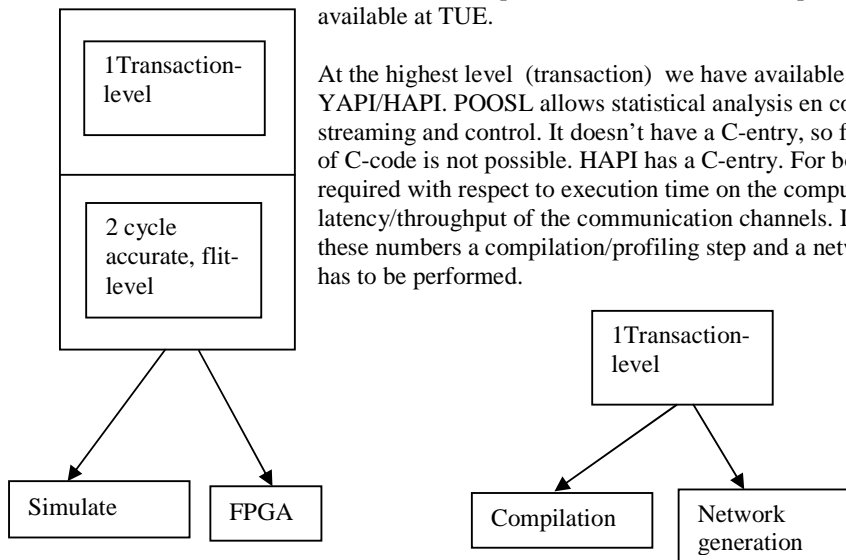 available at TUE.
At the highest level (transaction) we have available
YAPI/HAPI. POOSL allows statistical analysis en co
streaming and control. It doesn't have a C-entry, so f
of C-code is not possible. HAPI has a C-entry. For bo
required with respect to execution time on the compu
latency/throughput of the communication channels. I
these numbers a compilation/profiling step and a netw
has to be performed.
1Transaction-
level
2 cycle
accurate, flit-
level
Simulate
FPGA
1Transaction-
level
Compilation
Network
generation